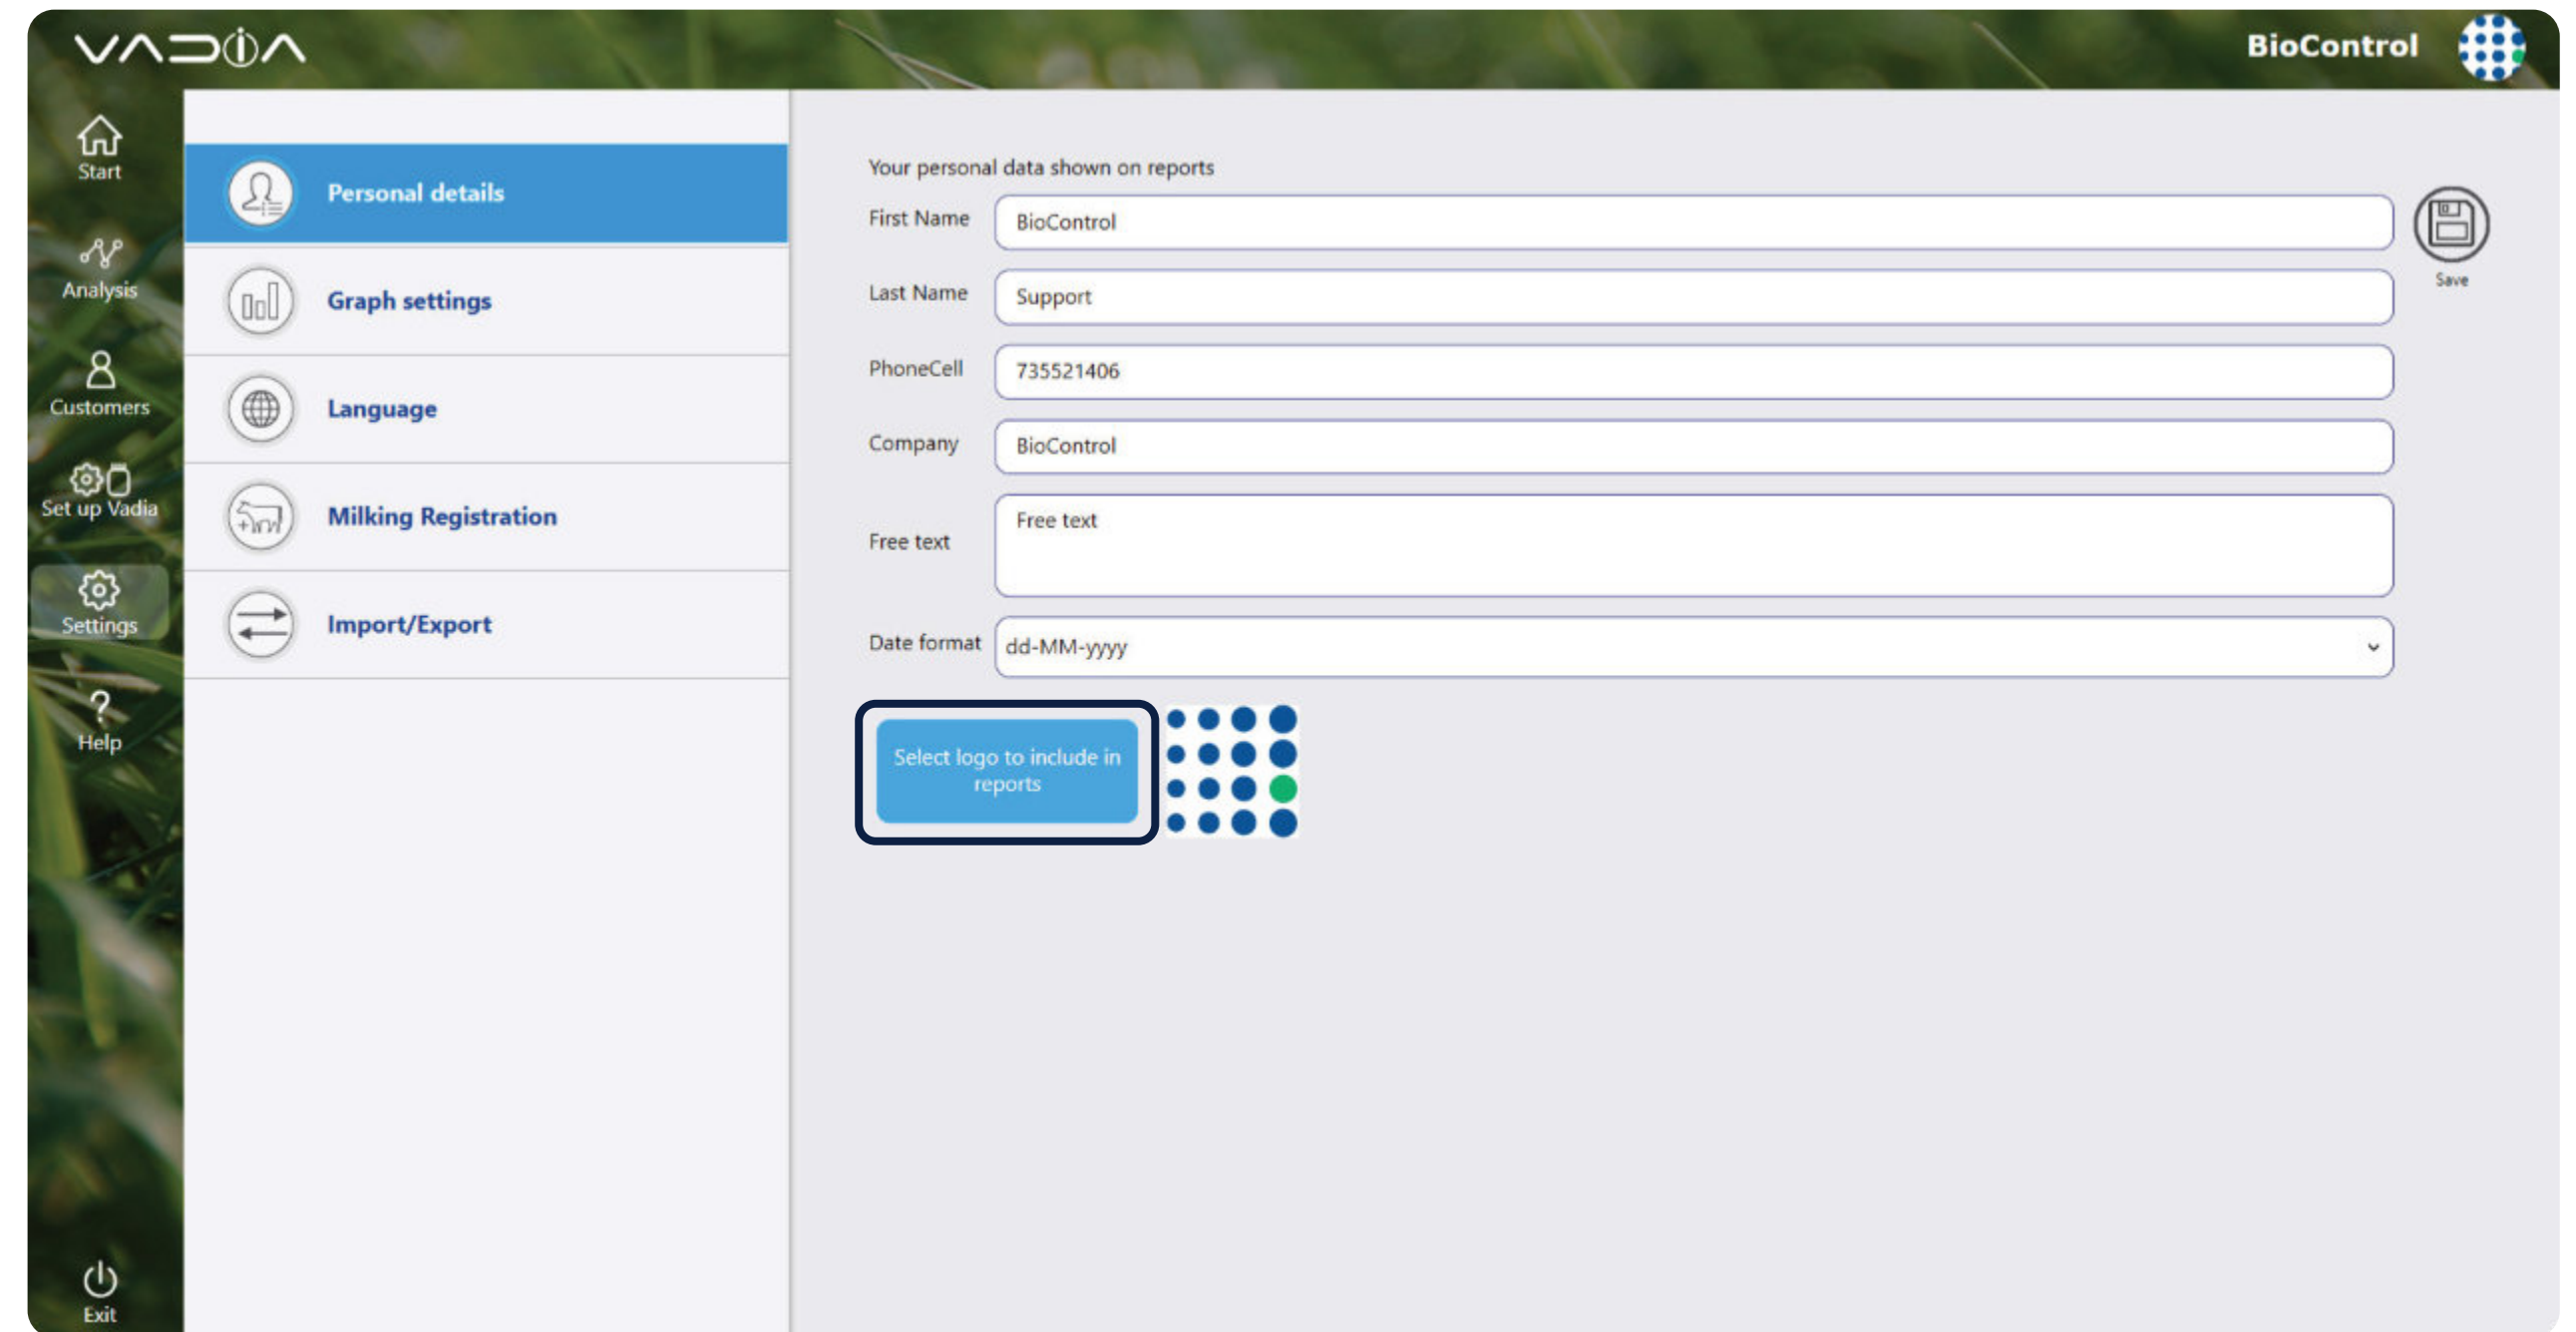 VADIA
BioControl
Start
Analysis
Customers
Set up Vadia
Settings
Help
Exit
Personal details
Graph settings
Language
Milking Registration
Import/Export
Your personal data shown on reports
First Name
BioControl
Save
Last Name
Support
PhoneCell
735521406
Company
BioControl
Free text
Free text
Date format
dd-MM-yyyy
Select logo to include in
reports